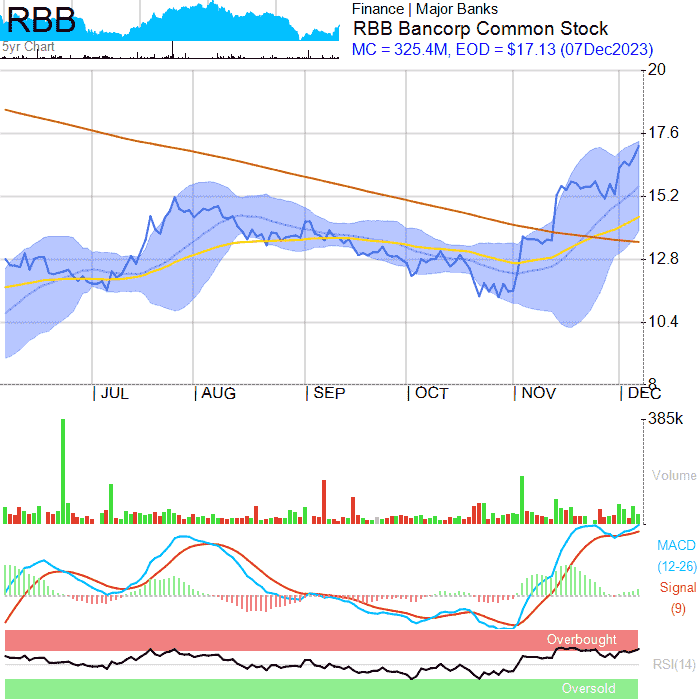 RBB
5yr Chart
Finance | Major Banks
RBB Bancorp Common Stock
MC = 325.4M, EOD = $17.13 (07Dec2023)
20
17.6
15.2
12.8
10.4
8
JUL AUG SEP OCT NOV DEC
385k
Volume
MACD
(12-26)
Signal
(9)
Overbought
RSI(14)
Oversold